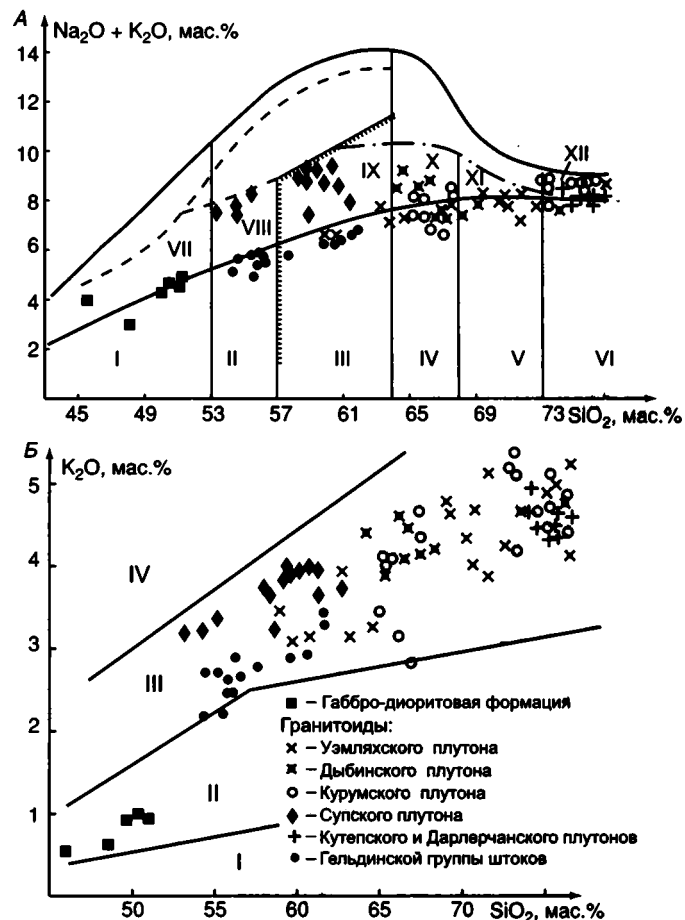 А
Na₂O + K₂O, мас.%
14
12
10
8
6
4
2
XII
IX
X
XI
VIII
VII
I
II
III
IV
V
VI
45
49
53
57
61
65
69
73
SiO₂, мас.%
Б
K₂O, мас.%
5
4
3
2
1
IV
III
II
I
■ – Габбро-диоритовая формация
Гранитоиды:
× – Уэмляхского плутона
– Дыбинского плутона
○ – Курумского плутона
◆ – Супского плутона
+ – Кутепского и Дарлерчанского плутонов
● – Гельдинской группы штоков
50
55
60
65
70
SiO₂, мас.%